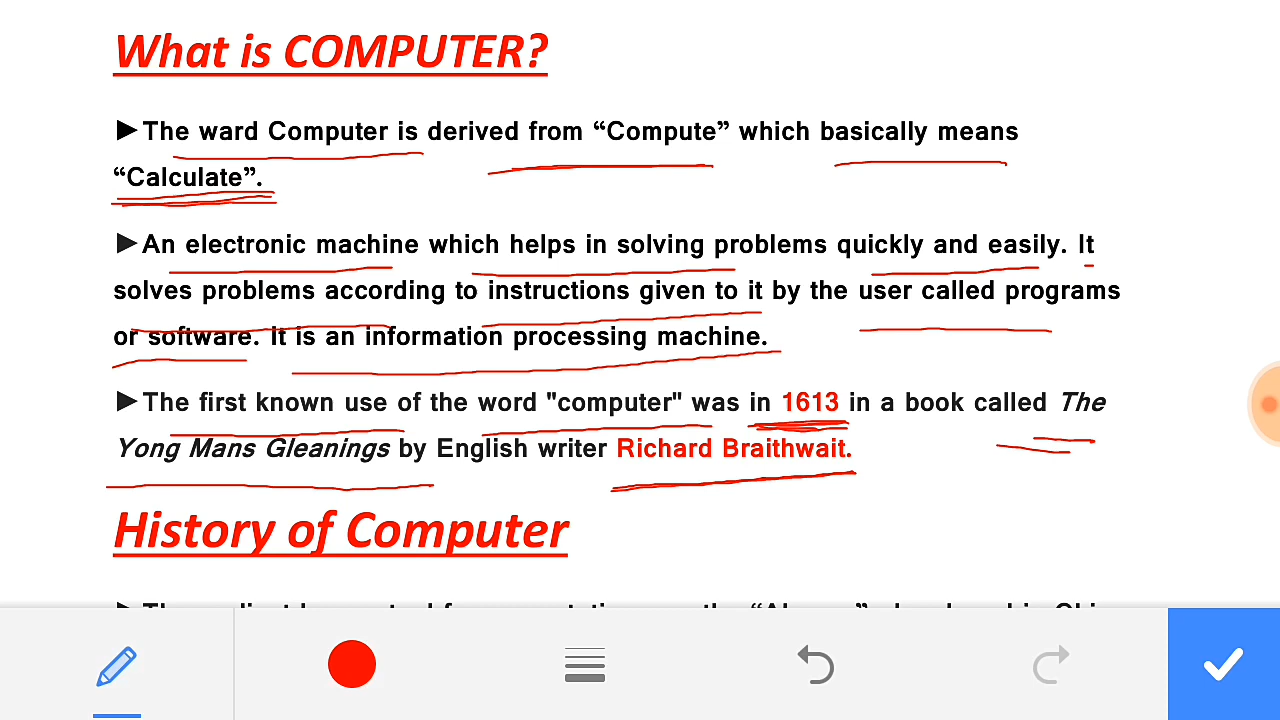 What is COMPUTER?
►The ward Computer is derived from “Compute” which basically means
“Calculate”.
►An electronic machine which helps in solving problems quickly and easily. It
solves problems according to instructions given to it by the user called programs
or software. It is an information processing machine.
►The first known use of the word "computer" was in 1613 in a book called The
Yong Mans Gleanings by English writer Richard Braithwait.
History of Computer